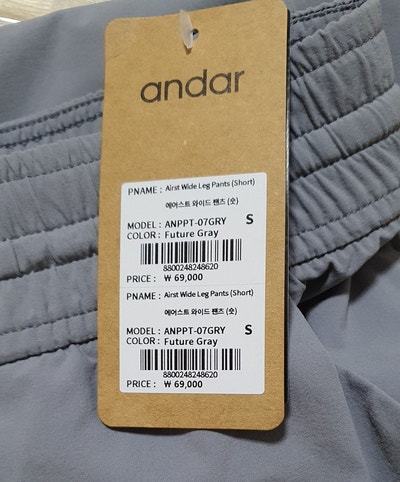 andar
PNAME : Airst Wide Leg Pants (Short)
에어스트 와이드 팬츠 (숏)
MODEL : ANPPT-07GRY S
COLOR : Future Gray
8800248248620
PRICE : ₩ 69,000
PNAME : Airst Wide Leg Pants (Short)
에어스트 와이드 팬츠 (숏)
MODEL : ANPPT-07GRY S
COLOR : Future Gray
8800248248620
PRICE : ₩ 69,000